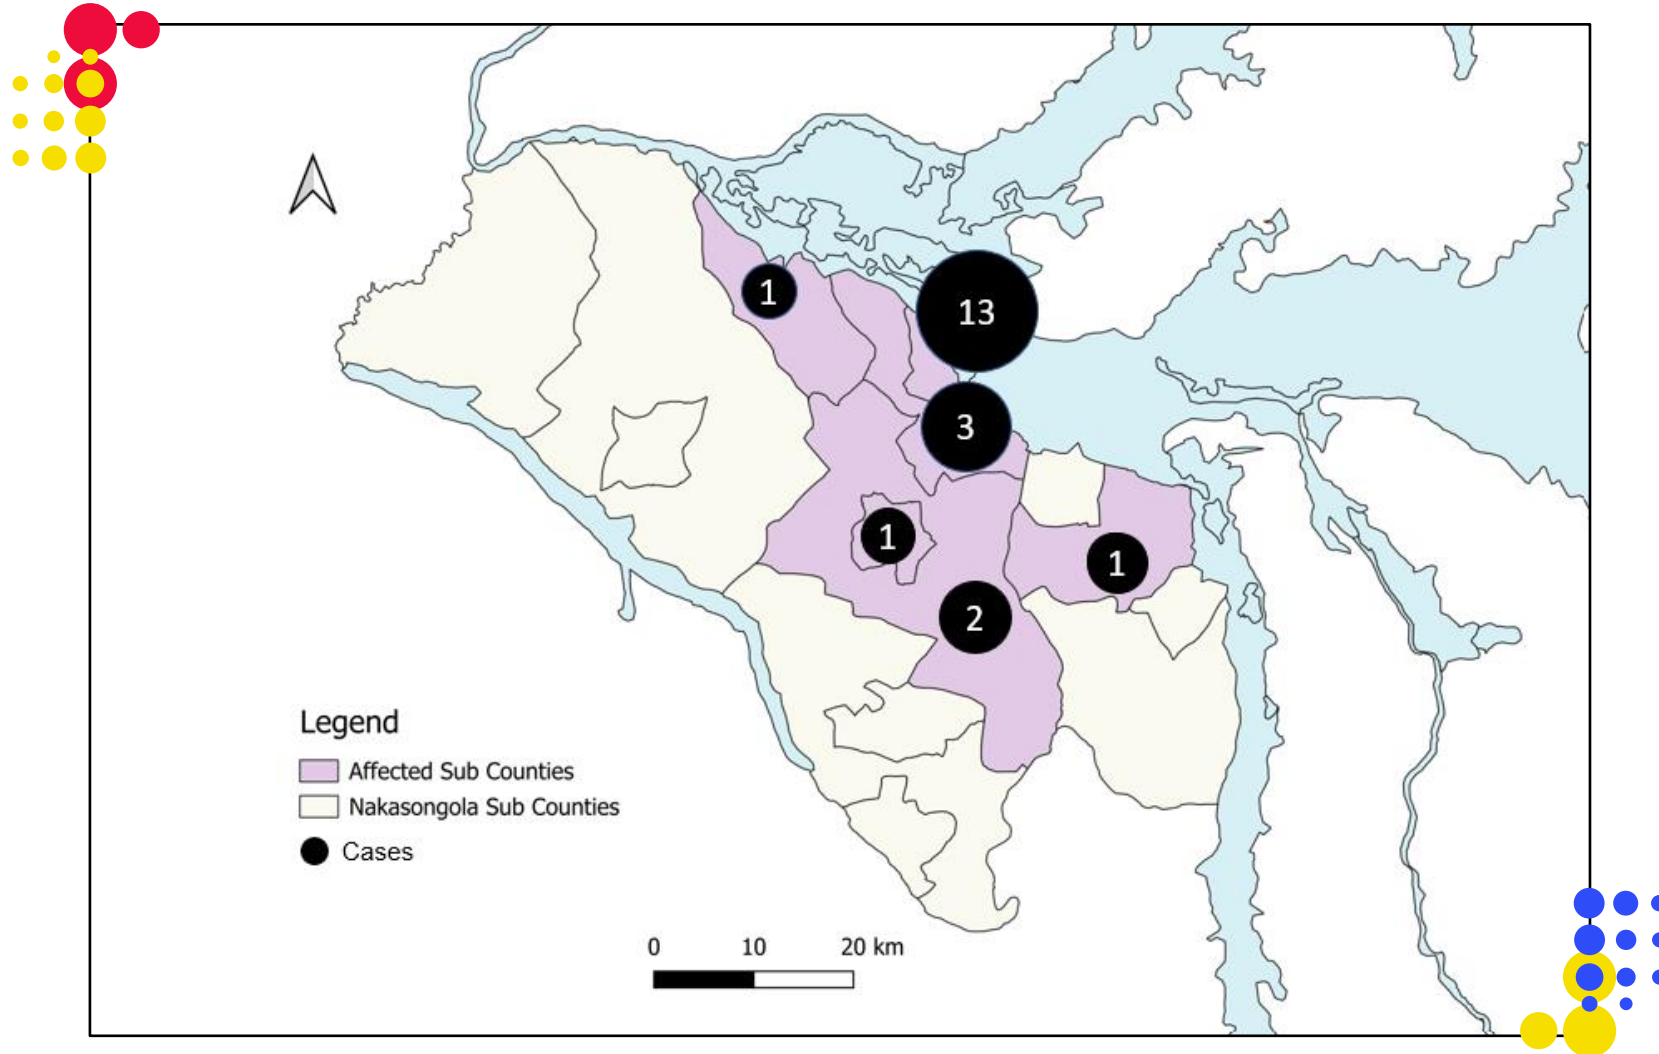 1
13
3
1
1
2
Legend
Affected Sub Counties
Nakasongola Sub Counties
Cases
0 10 20 km